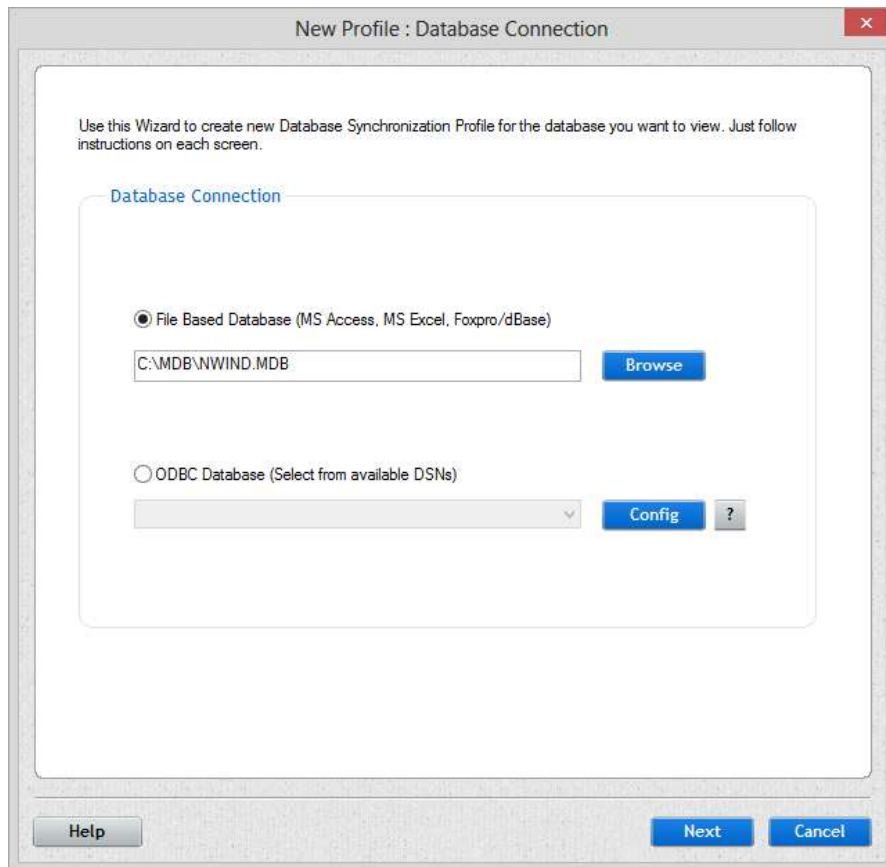 New Profile : Database Connection
Use this Wizard to create new Database Synchronization Profile for the database you want to view. Just follow
instructions on each screen.
Database Connection
File Based Database (MS Access, MS Excel, Foxpro/dBase)
C:\MDB\NWIND.MDB
Browse
ODBC Database (Select from available DSNs)
Config
?
Help
Next
Cancel